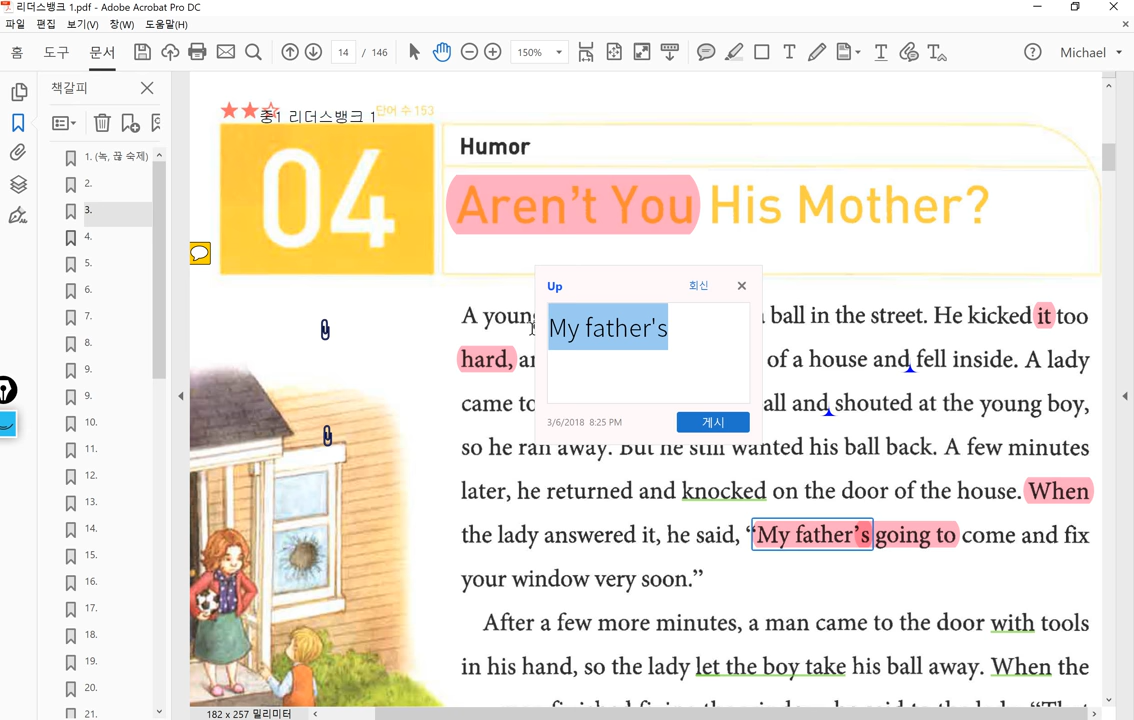 리더스뱅크 1.pdf - Adobe Acrobat Pro DC
파일 편집 보기(V) 창(W) 도움말(H)
홈 도구 문서 14 / 146 150% Michael
책갈피
1. (녹, 끊 숙제)
2.
3.
4.
5.
6.
7.
8.
9.
9.
10.
11.
12.
13.
14.
15.
16.
17.
18.
19.
20.
21.
중1 리더스뱅크 1
단어 수 153
04
Humor
Aren't You His Mother?
Up 회신
My father's
3/6/2018 8:25 PM 게시
A young ball in the street. He kicked it too
hard, of a house and fell inside. A lady
came to and shouted at the young boy,
so he ran away. But he still wanted his ball back. A few minutes
later, he returned and knocked on the door of the house. When
the lady answered it, he said, “My father’s going to come and fix
your window very soon.”
After a few more minutes, a man came to the door with tools
in his hand, so the lady let the boy take his ball away. When the
182 x 257 밀리미터